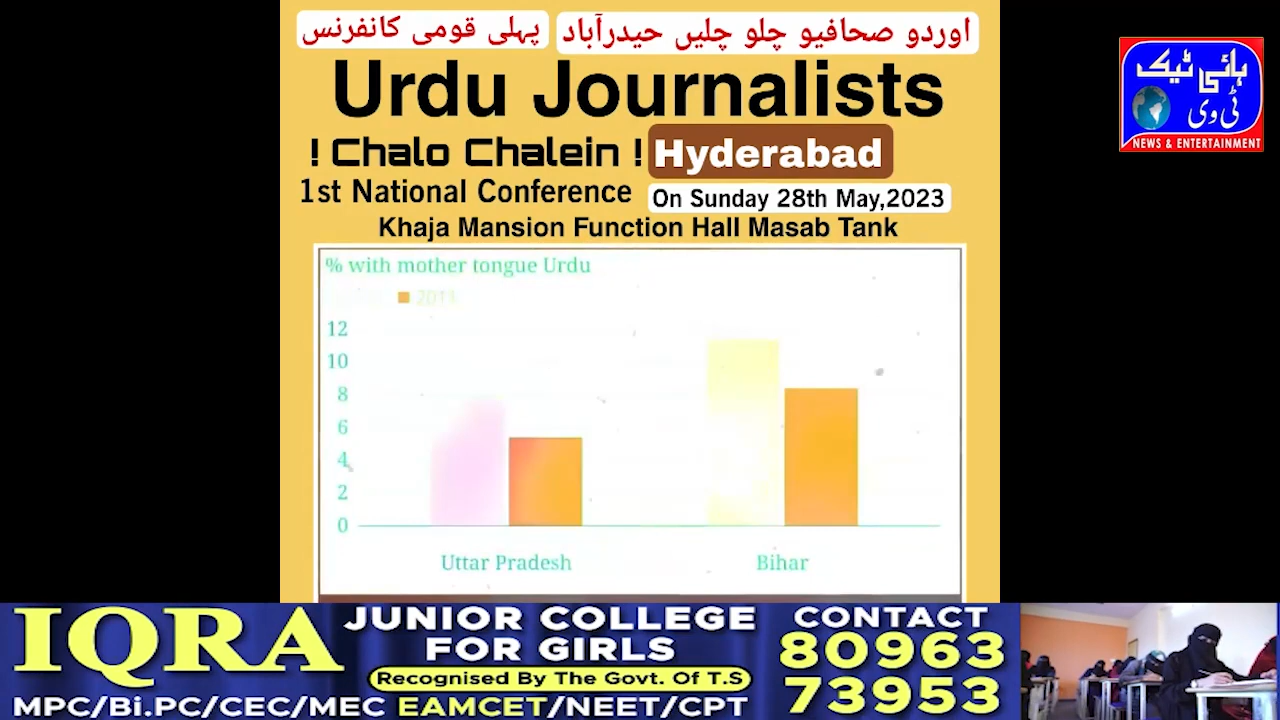 اوردو صحافیو چلو چلیں حیدرآباد پہلی قومی کانفرنس
Urdu Journalists
! Chalo Chalein ! Hyderabad
1st National Conference On Sunday 28th May,2023
Khaja Mansion Function Hall Masab Tank
ہائی ٹیک
ٹی وی
NEWS & ENTERTAINMENT
% with mother tongue Urdu
2011
12
10
8
6
4
2
0
Uttar Pradesh Bihar
IQRA
JUNIOR COLLEGE
FOR GIRLS
Recognised By The Govt. Of T.S
MPC/Bi.PC/CEC/MEC EAMCET/NEET/CPT
CONTACT
80963
73953